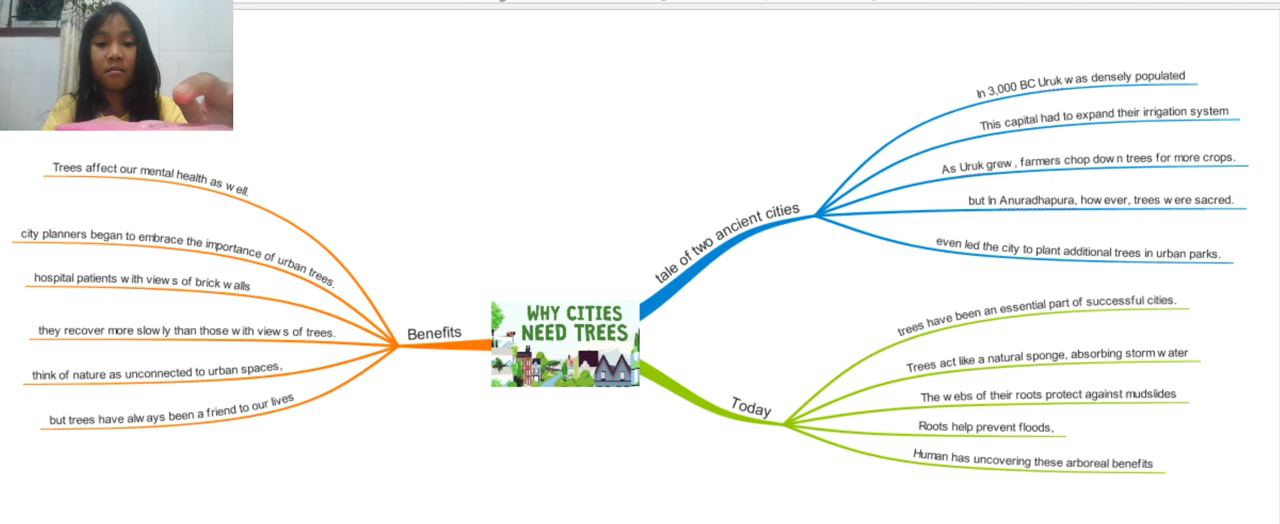 WHY CITIES
NEED TREES
tale of two ancient cities
In 3,000 BC Uruk was densely populated
This capital had to expand their irrigation system
As Uruk grew, farmers chop down trees for more crops.
but In Anuradhapura, however, trees were sacred.
even led the city to plant additional trees in urban parks.
Today
trees have been an essential part of successful cities.
Trees act like a natural sponge, absorbing storm water
The webs of their roots protect against mudslides
Roots help prevent floods,
Human has uncovering these arboreal benefits
Benefits
Trees affect our mental health as well.
city planners began to embrace the importance of urban trees.
hospital patients with views of brick walls
they recover more slowly than those with views of trees.
think of nature as unconnected to urban spaces,
but trees have always been a friend to our lives